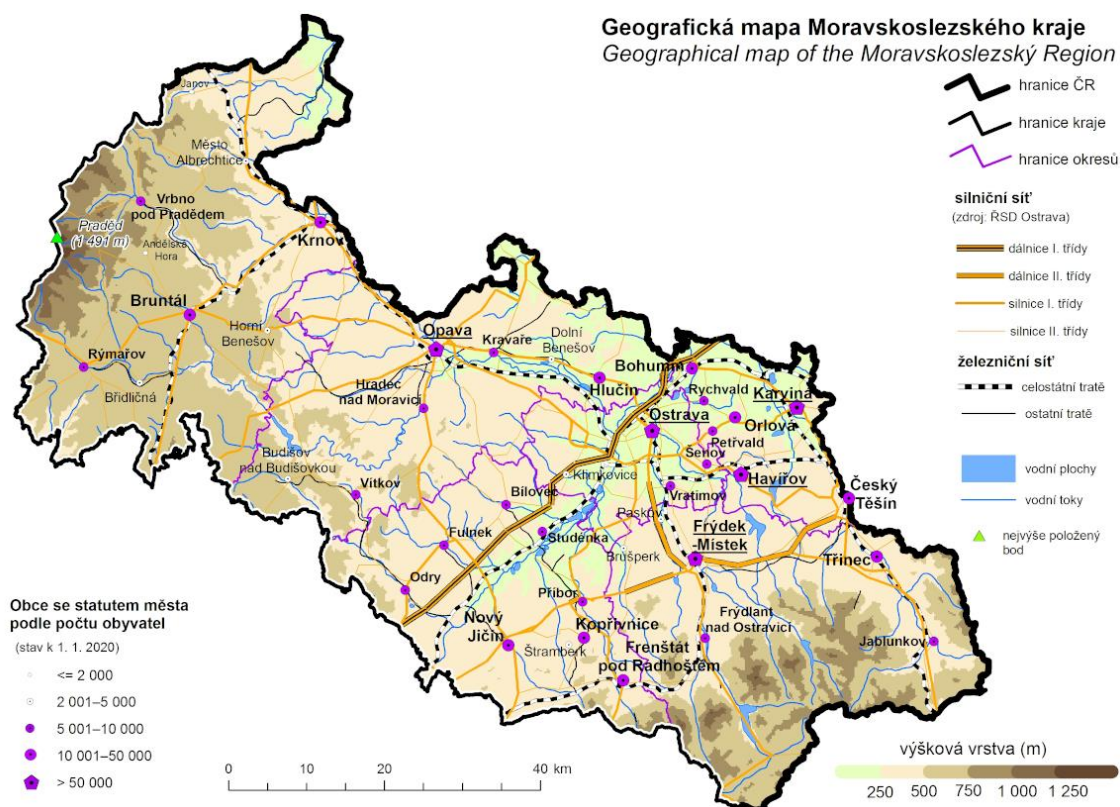 Geografická mapa Moravskoslezského kraje
Geographical map of the Moravskoslezský Region
hranice ČR
hranice kraje
hranice okresů
silniční síť
(zdroj: ŘSD Ostrava)
dálnice I. třídy
dálnice II. třídy
silnice I. třídy
silnice II. třídy
železniční síť
celostátní tratě
ostatní tratě
vodní plochy
vodní toky
nejvýše položený
bod
Janov
Město
Albrechtice
Vrbno
pod Pradědem
Praděd
(1 491 m)
Andělská
Hora
Krnov
Bruntál
Horní
Benešov
Rýmařov
Břidličná
Opava
Kravaře
Dolní
Benešov
Hlučín
Bohumín
Rychvald
Karviná
Hradec
nad Moravicí
Ostrava
Orlová
Petřvald
Šenov
Havířov
Budišov
nad Budišovkou
Vítkov
Klimkovice
Bílovec
Vratimov
Český
Těšín
Paskov
Fulnek
Studénka
Brušperk
Frýdek
-Místek
Třinec
Odry
Příbor
Nový
Jičín
Kopřivnice
Štramberk
Frýdlant
nad Ostravicí
Frenštát
pod Radhoštěm
Jablunkov
Obce se statutem města
podle počtu obyvatel
(stav k 1. 1. 2020)
<= 2 000
2 001–5 000
5 001–10 000
10 001–50 000
> 50 000
0 10 20 40 km
výšková vrstva (m)
250 500 750 1 000 1 250